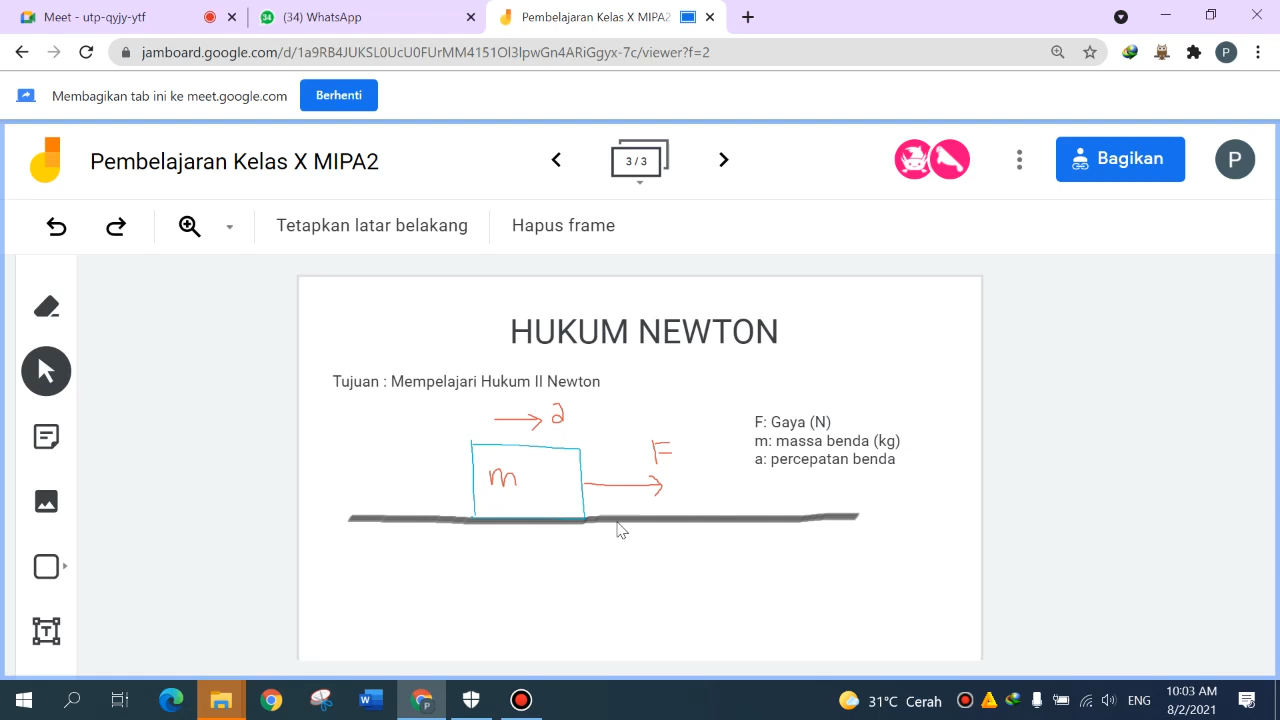 Meet - utp-qyjy-ytf
(34) WhatsApp
Pembelajaran Kelas X MIPA2
jamboard.google.com/d/1a9RB4JUKSL0UcU0FUrMM4151Ol3IpwGn4ARiGgyx-7c/viewer?f=2
P
Membagikan tab ini ke meet.google.com
Berhenti
Pembelajaran Kelas X MIPA2
3 / 3
Bagikan
P
Tetapkan latar belakang
Hapus frame
HUKUM NEWTON
Tujuan : Mempelajari Hukum II Newton
a
F: Gaya (N)
m: massa benda (kg)
a: percepatan benda
F
m
T
31°C Cerah
ENG
10:03 AM
8/2/2021